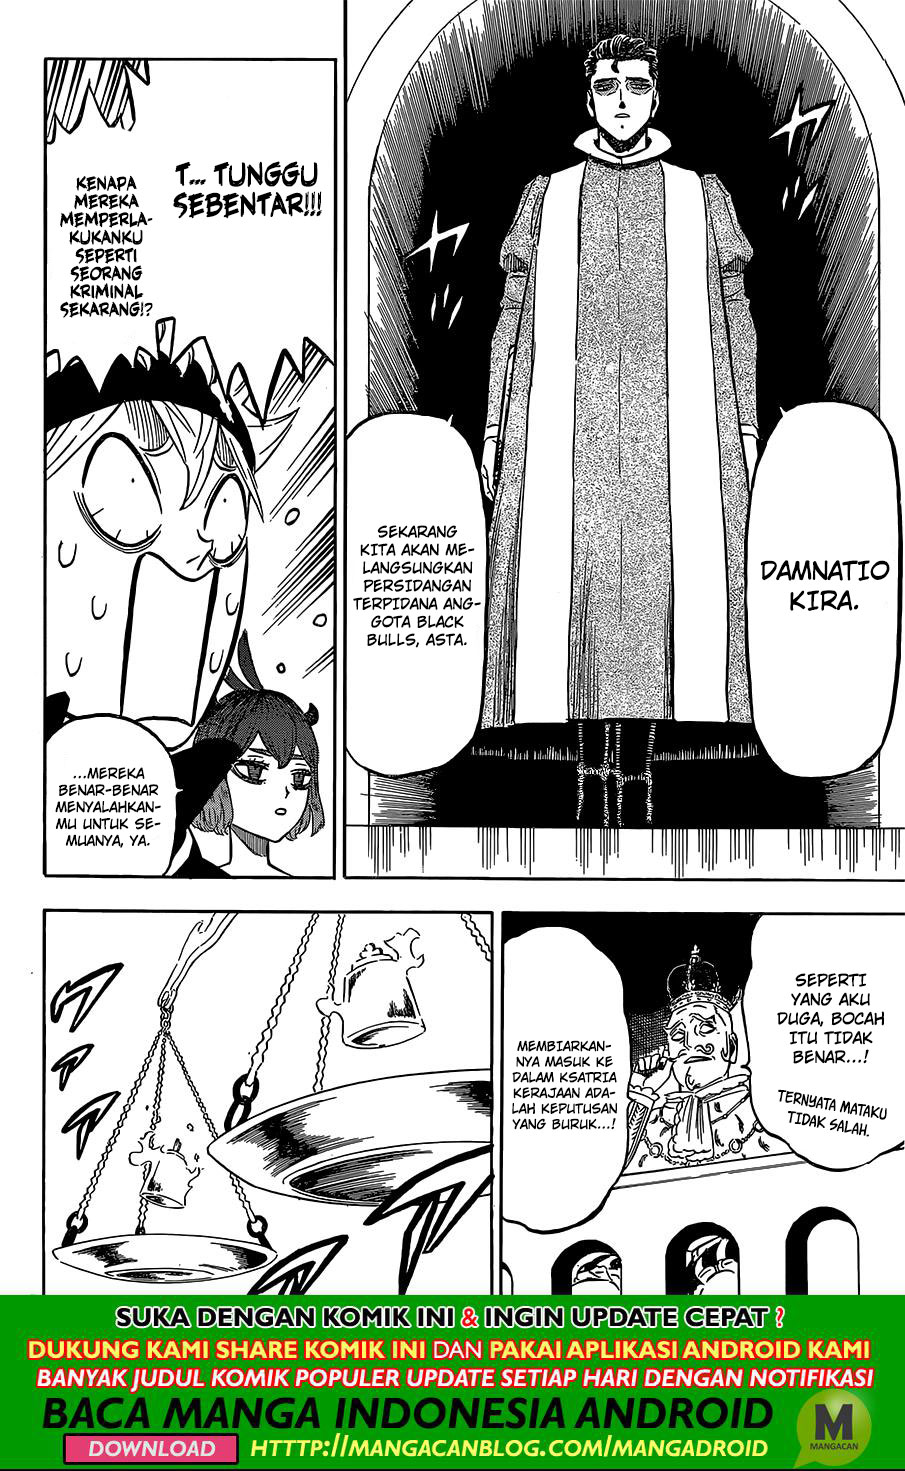 DAMNATIO
KIRA.
SEKARANG
KITA AKAN ME-
LANGSUNGKAN
PERSIDANGAN
TERPIDANA ANG-
GOTA BLACK
BULLS, ASTA.
T... TUNGGU
SEBENTAR!!!
KENAPA
MEREKA
MEMPERLA-
KUKANKU
SEPERTI
SEORANG
KRIMINAL
SEKARANG!?
...MEREKA
BENAR-BENAR
MENYALAHKAN-
MU UNTUK SE-
MUANYA, YA.
SEPERTI
YANG AKU
DUGA, BOCAH
ITU TIDAK
BENAR...!
TERNYATA MATAKU
TIDAK SALAH.
MEMBIARKAN-
NYA MASUK KE
DALAM KSATRIA
KERAJAAN ADA-
LAH KEPUTUSAN
YANG BURUK...!
SUKA DENGAN KOMIK INI & INGIN UPDATE CEPAT ?
DUKUNG KAMI SHARE KOMIK INI DAN PAKAI APLIKASI ANDROID KAMI
BANYAK JUDUL KOMIK POPULER UPDATE SETIAP HARI DENGAN NOTIFIKASI
BACA MANGA INDONESIA ANDROID
DOWNLOAD HTTTP://MANGACANBLOG.COM/MANGADROID
M
MANGACAN